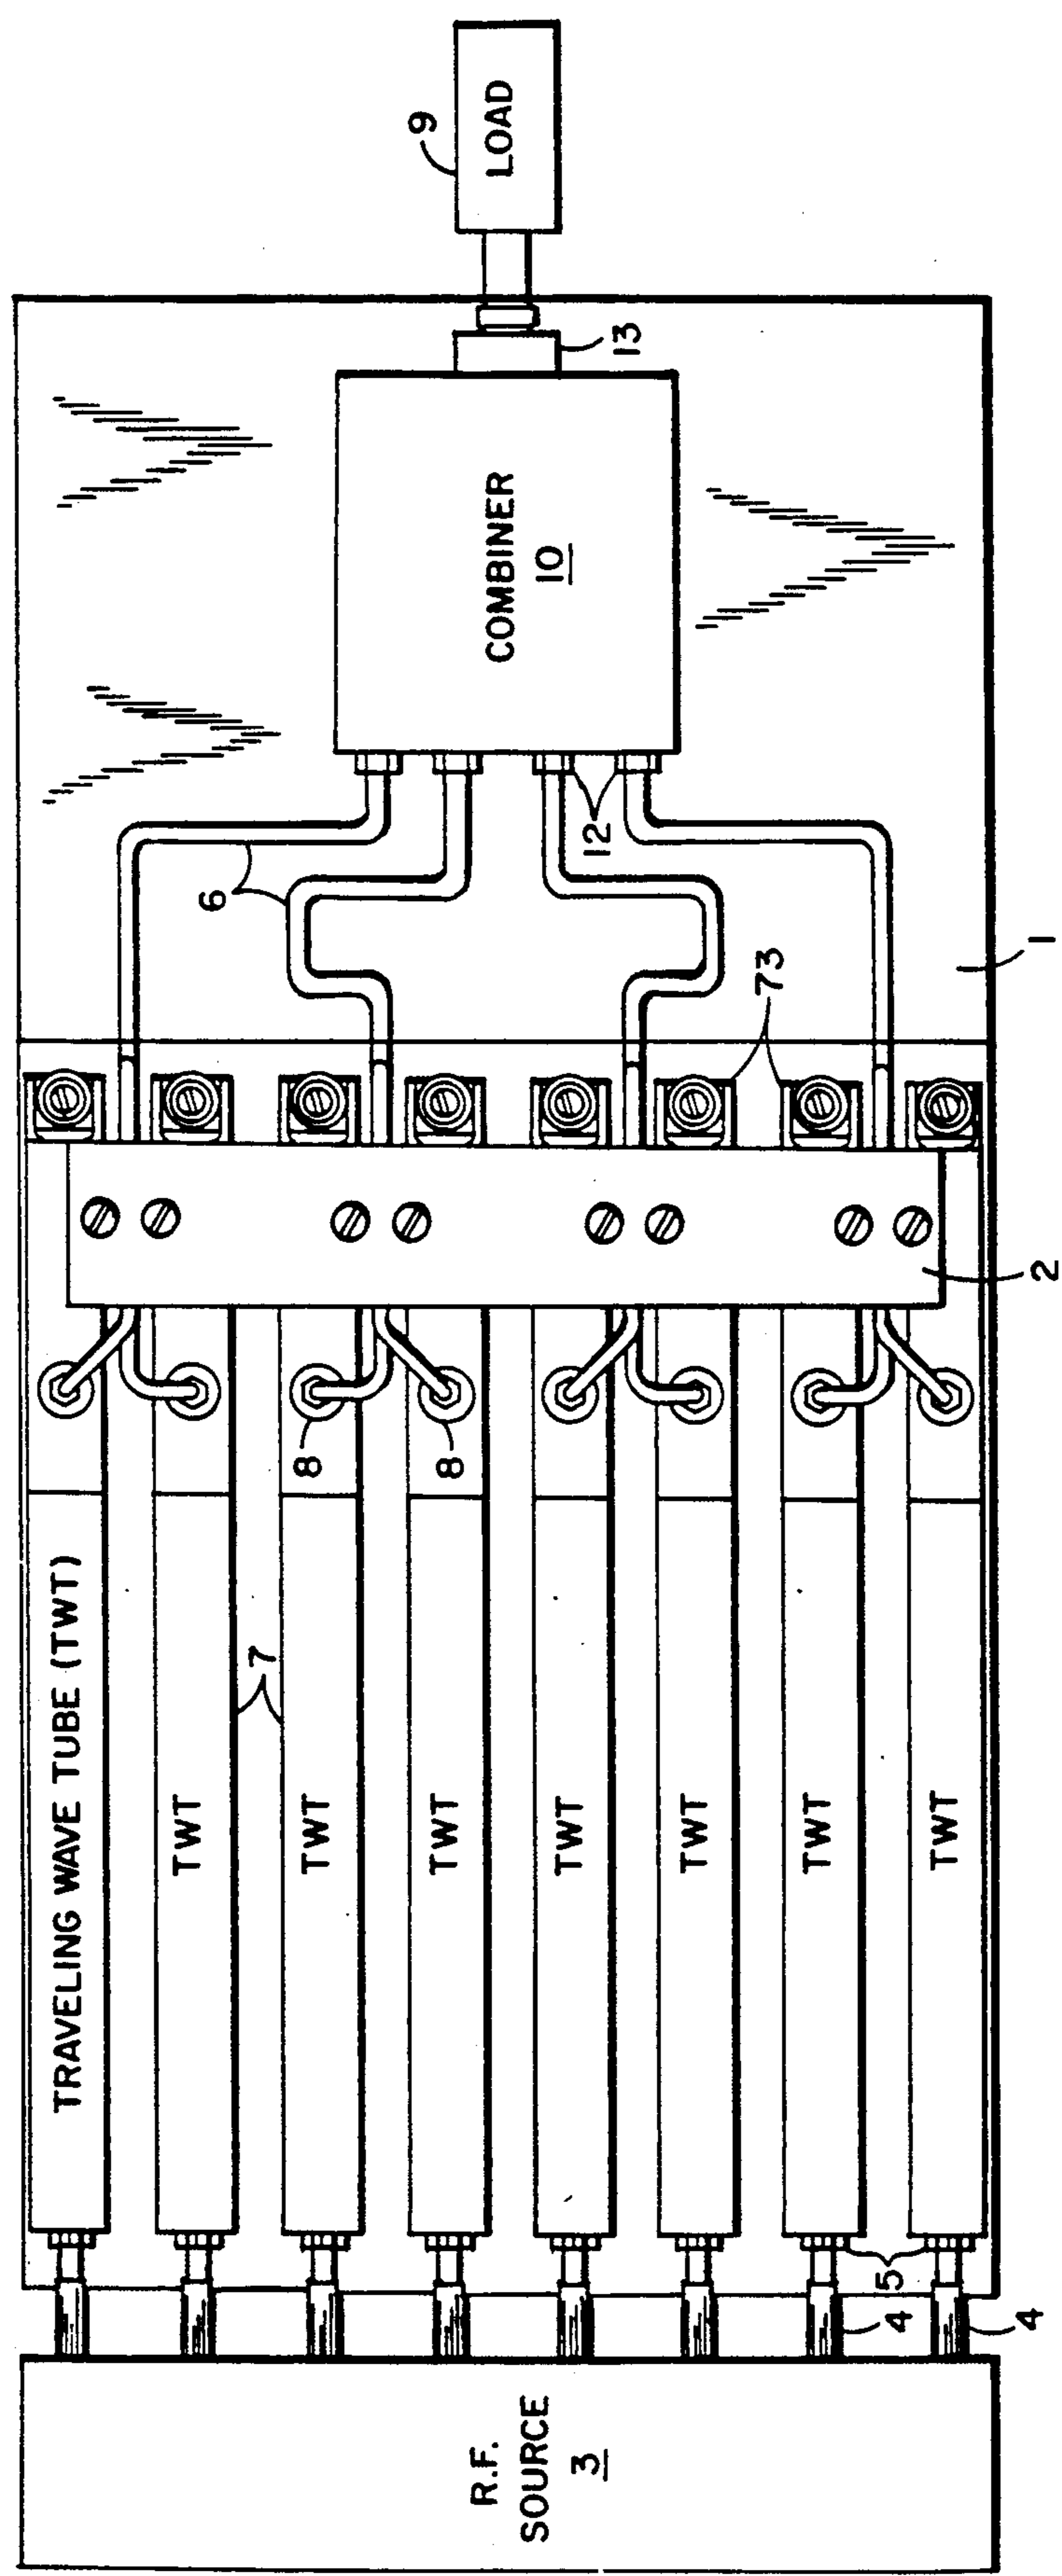 LOAD
9
13
COMBINER
10
12
6
1
73
2
8
8
TRAVELING WAVE TUBE (TWT)
7
TWT
TWT
TWT
TWT
TWT
TWT
TWT
5
4
4
R.F.
SOURCE
3